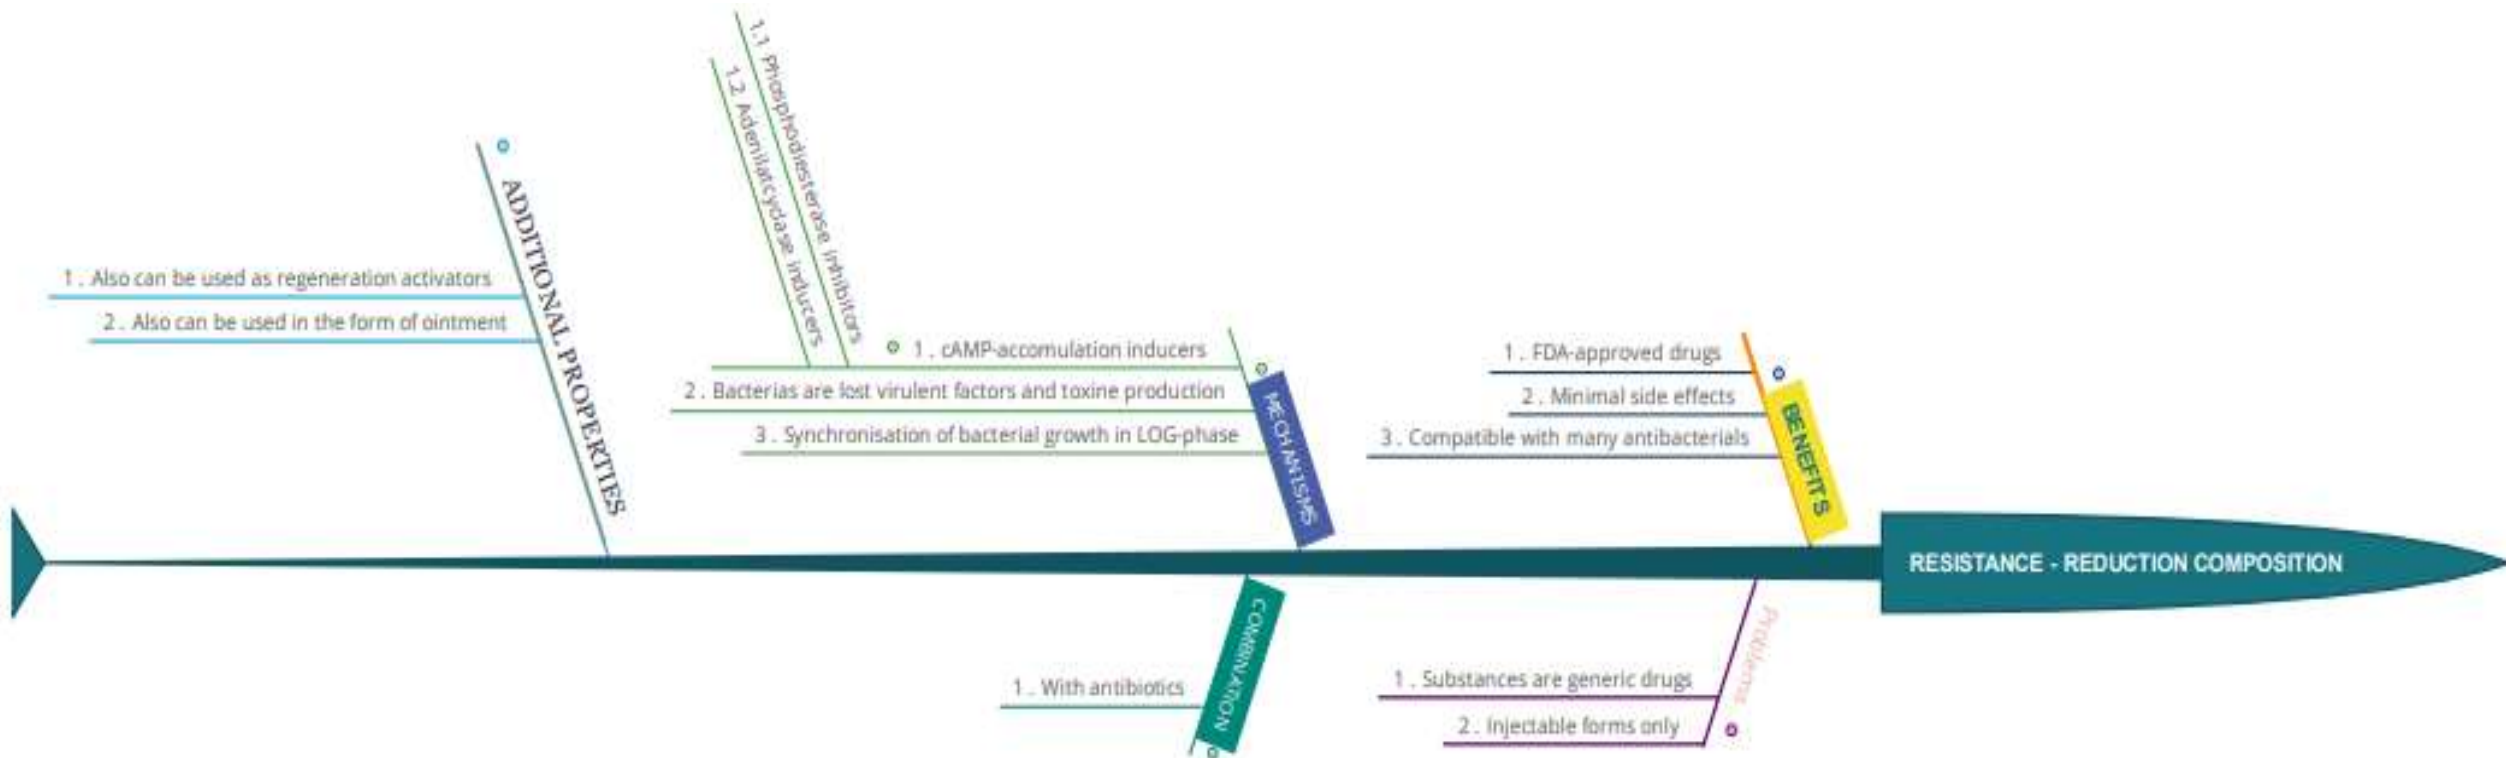 1.1 Phosphodiesterase inhibitors
1.2 Adenilatcyclase inducers
ADDITIONAL PROPERTIES
1 . Also can be used as regeneration activators
2 . Also can be used in the form of ointment
1 . cAMP-accomulation inducers
2 . Bacterias are lost virulent factors and toxine production
3 . Synchronisation of bacterial growth in LOG-phase
MECHANISMS
1 . FDA-approved drugs
2 . Minimal side effects
3 . Compatible with many antibacterials
BENEFITS
RESISTANCE - REDUCTION COMPOSITION
COMBINATION
1 . With antibiotics
Problems
1 . Substances are generic drugs
2 . Injectable forms only